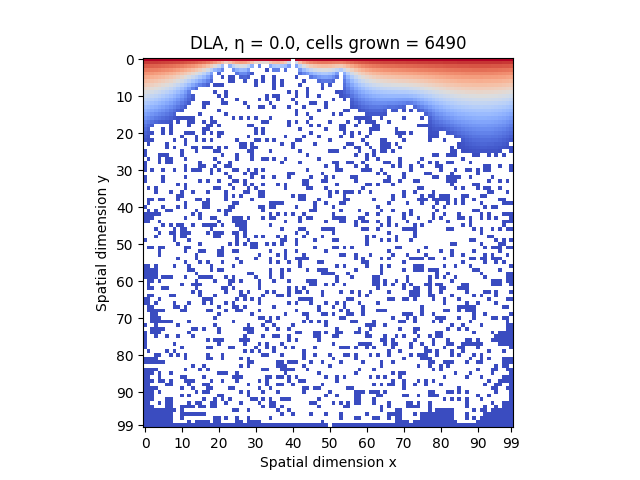 DLA, η = 0.0, cells grown = 6490
0
10
20
30
40
50
60
70
80
90
99
Spatial dimension y
0 10 20 30 40 50 60 70 80 90 99
Spatial dimension x